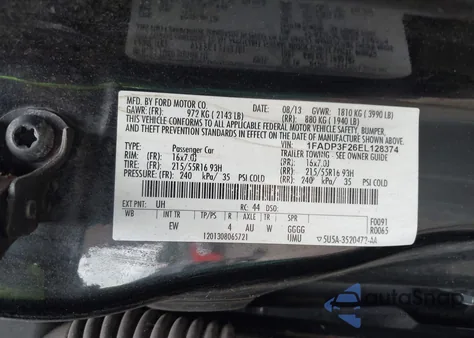 MFD. BY FORD MOTOR CO.
DATE: 08/13 GVWR: 1810 KG ( 3990 LB)
GAWR: (FR) 972 KG ( 2143 LB) (RR) 880 KG ( 1940 LB)
THIS VEHICLE CONFORMS TO ALL APPLICABLE FEDERAL MOTOR VEHICLE SAFETY, BUMPER,
AND THEFT PREVENTION STANDARDS IN EFFECT ON THE DATE OF MANUFACTURE SHOWN ABOVE.
VIN: 1FADP3F26EL128374
TYPE: Passenger Car TRAILER TOWING - SEE OWNER GUIDE
RIM: (FR) 16x7.0J (RR) 16x7.0J
TIRE: (FR) 215/55R16 93H (RR) 215/55R16 93H
PRESSURE: (FR) 240 kPa/ 35 PSI COLD (RR) 240 kPa/ 35 PSI COLD
EXT PNT: UH RC: 44 DSO:
WB INT TR TP/PS R AXLE TR SPR F0091
EW 4 AU W GGGG R0065
1201308065721 UMU 5U5A-3520472-AA
autoSnap